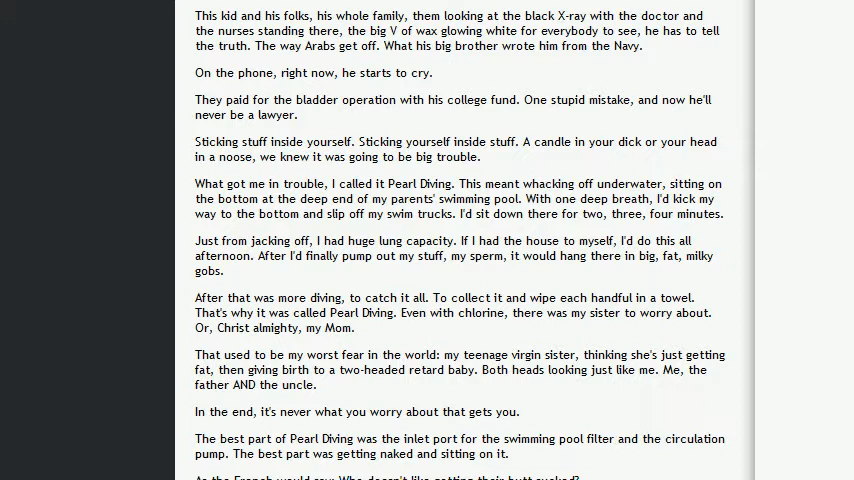 This kid and his folks, his whole family, them looking at the black X-ray with the doctor and
the nurses standing there, the big V of wax glowing white for everybody to see, he has to tell
the truth. The way Arabs get off. What his big brother wrote him from the Navy.
On the phone, right now, he starts to cry.
They paid for the bladder operation with his college fund. One stupid mistake, and now he'll
never be a lawyer.
Sticking stuff inside yourself. Sticking yourself inside stuff. A candle in your dick or your head
in a noose, we knew it was going to be big trouble.
What got me in trouble, I called it Pearl Diving. This meant whacking off underwater, sitting on
the bottom at the deep end of my parents' swimming pool. With one deep breath, I'd kick my
way to the bottom and slip off my swim trucks. I'd sit down there for two, three, four minutes.
Just from jacking off, I had huge lung capacity. If I had the house to myself, I'd do this all
afternoon. After I'd finally pump out my stuff, my sperm, it would hang there in big, fat, milky
gobs.
After that was more diving, to catch it all. To collect it and wipe each handful in a towel.
That's why it was called Pearl Diving. Even with chlorine, there was my sister to worry about.
Or, Christ almighty, my Mom.
That used to be my worst fear in the world: my teenage virgin sister, thinking she's just getting
fat, then giving birth to a two-headed retard baby. Both heads looking just like me. Me, the
father AND the uncle.
In the end, it's never what you worry about that gets you.
The best part of Pearl Diving was the inlet port for the swimming pool filter and the circulation
pump. The best part was getting naked and sitting on it.
As the French would say: Who doesn't like getting their butt sucked?